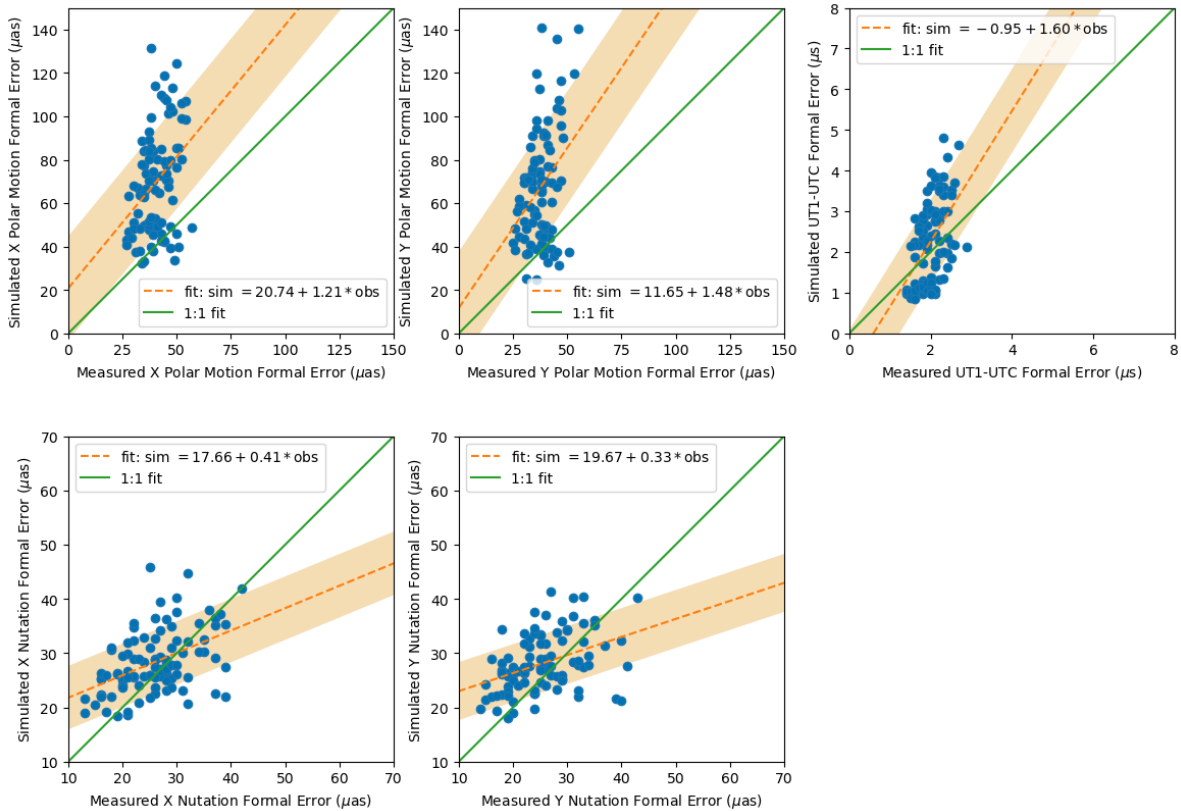 Simulated X Polar Motion Formal Error (μas)
140
120
100
80
60
40
20
0
fit: sim = 20.74 + 1.21 * obs
1:1 fit
0 25 50 75 100 125 150
Measured X Polar Motion Formal Error (μas)
Simulated Y Polar Motion Formal Error (μas)
140
120
100
80
60
40
20
0
fit: sim = 11.65 + 1.48 * obs
1:1 fit
0 25 50 75 100 125 150
Measured Y Polar Motion Formal Error (μas)
Simulated UT1-UTC Formal Error (μs)
8
7
6
5
4
3
2
1
0
fit: sim = −0.95 + 1.60 * obs
1:1 fit
0 2 4 6 8
Measured UT1-UTC Formal Error (μs)
Simulated X Nutation Formal Error (μas)
70
60
50
40
30
20
10
fit: sim = 17.66 + 0.41 * obs
1:1 fit
10 20 30 40 50 60 70
Measured X Nutation Formal Error (μas)
Simulated Y Nutation Formal Error (μas)
70
60
50
40
30
20
10
fit: sim = 19.67 + 0.33 * obs
1:1 fit
10 20 30 40 50 60 70
Measured Y Nutation Formal Error (μas)